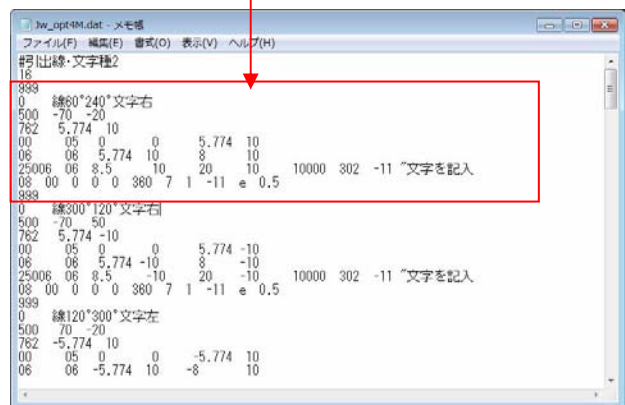 Jw_opt4M.dat - メモ帳
ファイル(F) 編集(E) 書式(O) 表示(V) ヘルプ(H)
#引出線・文字種2
16
999
0 線60°240°文字右
500 -70 -20
762 5.774 10
00 05 0 0 5.774 10
06 06 5.774 10 8 10
25006 06 8.5 10 20 10 10000 302 -11 "文字を記入
08 00 0 0 0 360 7 1 -11 e 0.5
999
0 線300°120°文字右
500 -70 50
762 5.774 -10
00 05 0 0 5.774 -10
06 06 5.774 -10 8 -10
25006 06 8.5 -10 20 -10 10000 302 -11 "文字を記入
08 00 0 0 0 360 7 1 -11 e 0.5
999
0 線120°300°文字左
500 70 -20
762 -5.774 10
00 05 0 0 -5.774 10
06 06 -5.774 10 -8 10